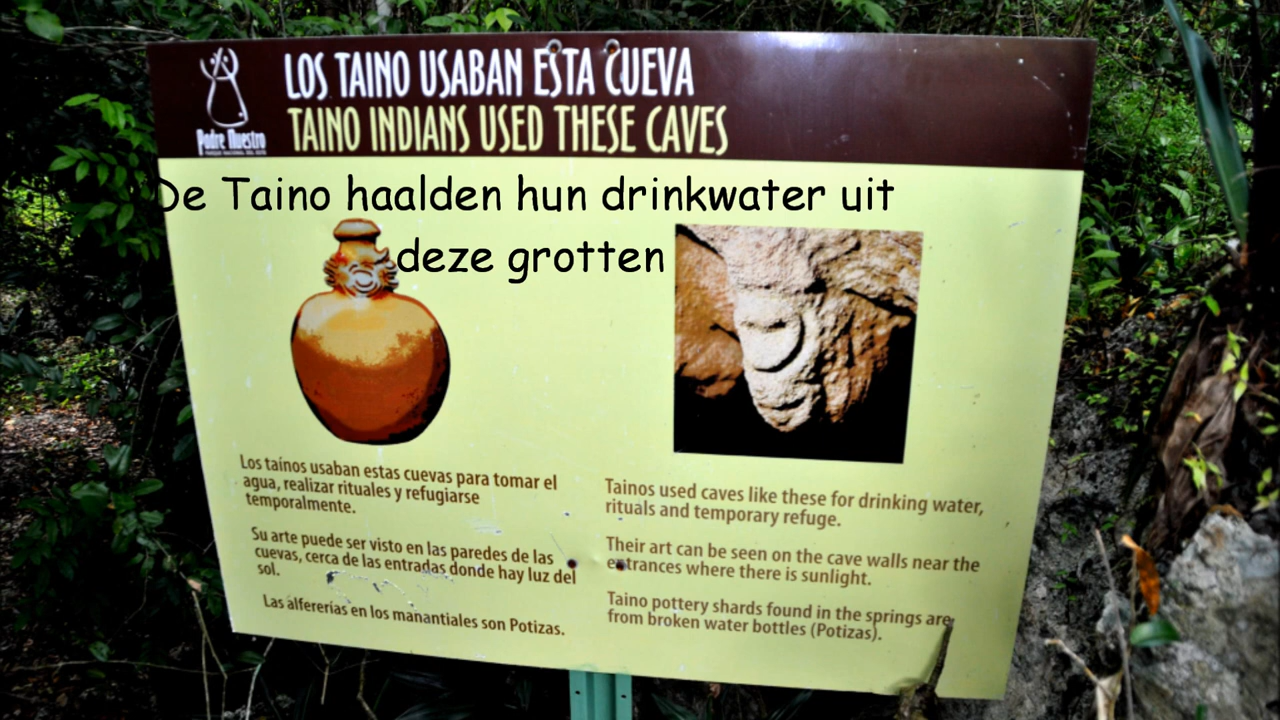 LOS TAINO USABAN ESTA CUEVA
TAINO INDIANS USED THESE CAVES
Padre Nuestro
PARQUE NACIONAL DEL ESTE
De Taino haalden hun drinkwater uit
deze grotten
Los taínos usaban estas cuevas para tomar el
agua, realizar rituales y refugiarse
temporalmente.
Su arte puede ser visto en las paredes de las
cuevas, cerca de las entradas donde hay luz del
sol.
Las alfererías en los manantiales son Potizas.
Tainos used caves like these for drinking water,
rituals and temporary refuge.
Their art can be seen on the cave walls near the
entrances where there is sunlight.
Taino pottery shards found in the springs are
from broken water bottles (Potizas).